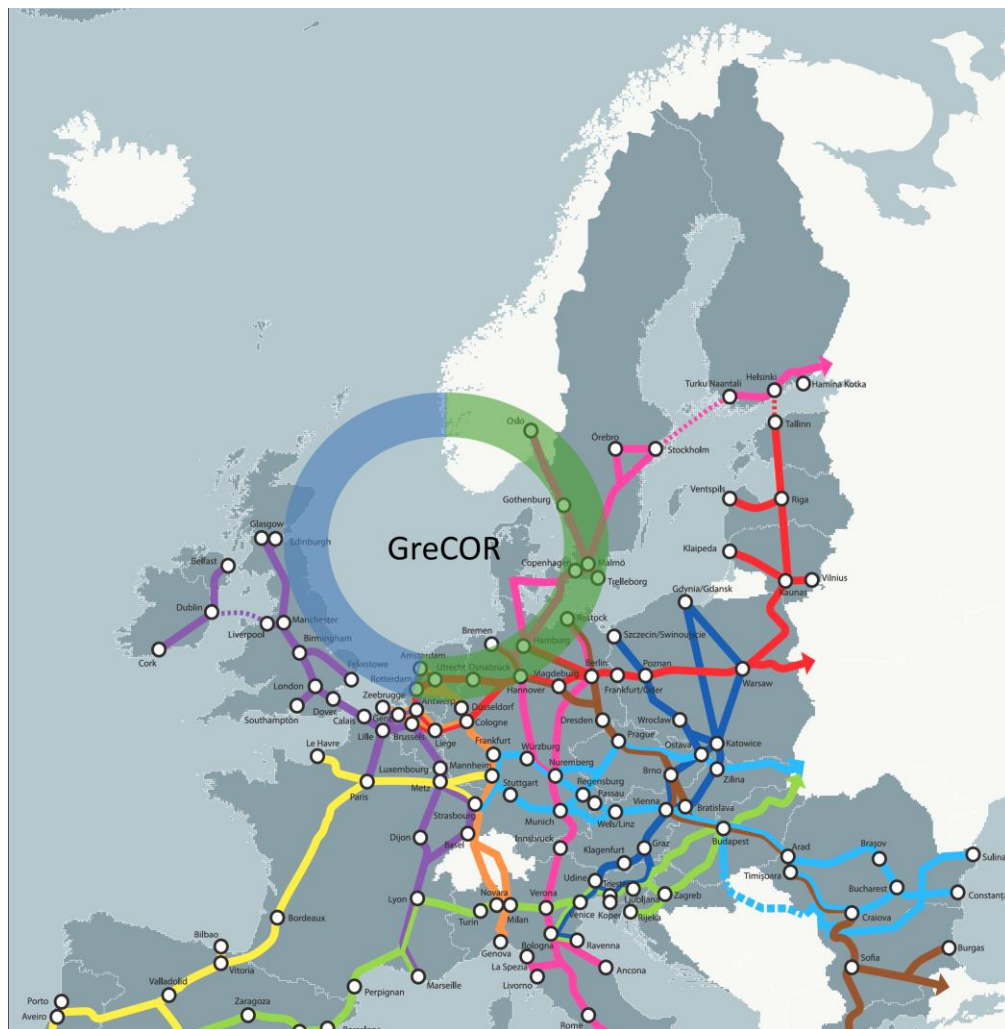 Helsinki
Turku Naantali
Hamina Kotka
Oslo
Tallinn
Örebro
Stockholm
Ventspils
Riga
Gothenburg
Glasgow
Edinburgh
GreCOR
Klaipeda
Belfast
Copenhagen
Malmö
Trelleborg
Vilnius
Kaunas
Gdynia/Gdansk
Dublin
Liverpool
Manchester
Rostock
Bremen
Hamburg
Szczecin/Swinoujscie
Birmingham
Cork
Amsterdam
Felixstowe
Utrecht
Osnabrück
Rotterdam
Magdeburg
Berlin
Poznan
Warsaw
Hannover
Frankfurt/Oder
London
Zeebrugge
Antwerp
Düsseldorf
Southampton
Dover
Calais
Gent
Cologne
Dresden
Wroclaw
Lille
Brussels
Liege
Prague
Katowice
Ostava
Le Havre
Frankfurt
Würzburg
Luxembourg
Mannheim
Nuremberg
Brno
Zilina
Paris
Metz
Stuttgart
Regensburg
Passau
Strasbourg
Munich
Wels/Linz
Vienna
Bratislava
Dijon
Basel
Innsbruck
Klagenfurt
Graz
Budapest
Arad
Braşov
Sulina
Timişoara
Udine
Trieste
Novara
Verona
Ljubljana
Zagreb
Bucharest
Constanţa
Lyon
Turin
Milan
Venice
Koper
Rijeka
Craiova
Bordeaux
Bilbao
Genova
Bologna
Ravenna
Sofia
Burgas
Vitoria
La Spezia
Ancona
Valladolid
Perpignan
Marseille
Livorno
Porto
Aveiro
Zaragoza
Rome